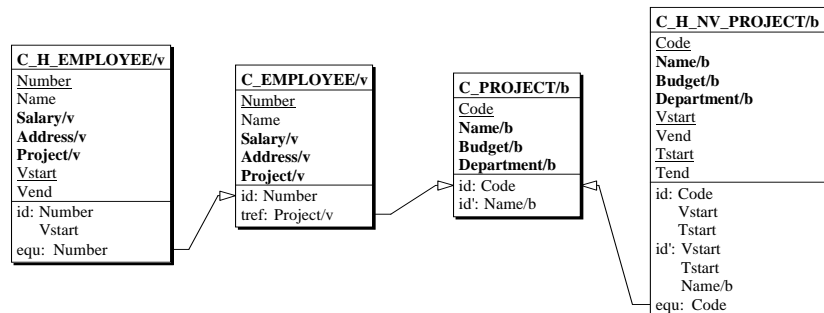 C_H_EMPLOYEE/v
Number
Name
Salary/v
Address/v
Project/v
Vstart
Vend
id: Number
Vstart
equ: Number
C_EMPLOYEE/v
Number
Name
Salary/v
Address/v
Project/v
id: Number
tref: Project/v
C_PROJECT/b
Code
Name/b
Budget/b
Department/b
id: Code
id': Name/b
C_H_NV_PROJECT/b
Code
Name/b
Budget/b
Department/b
Vstart
Vend
Tstart
Tend
id: Code
Vstart
Tstart
id': Vstart
Tstart
Name/b
equ: Code